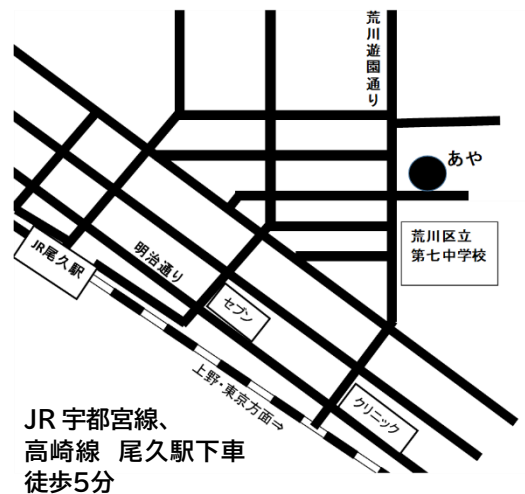 荒川遊園通り
あや
荒川区立
第七中学校
JR尾久駅
明治通り
セブン
上野・東京方面⇒
クリニック
JR 宇都宮線、
高崎線 尾久駅下車
徒歩5分